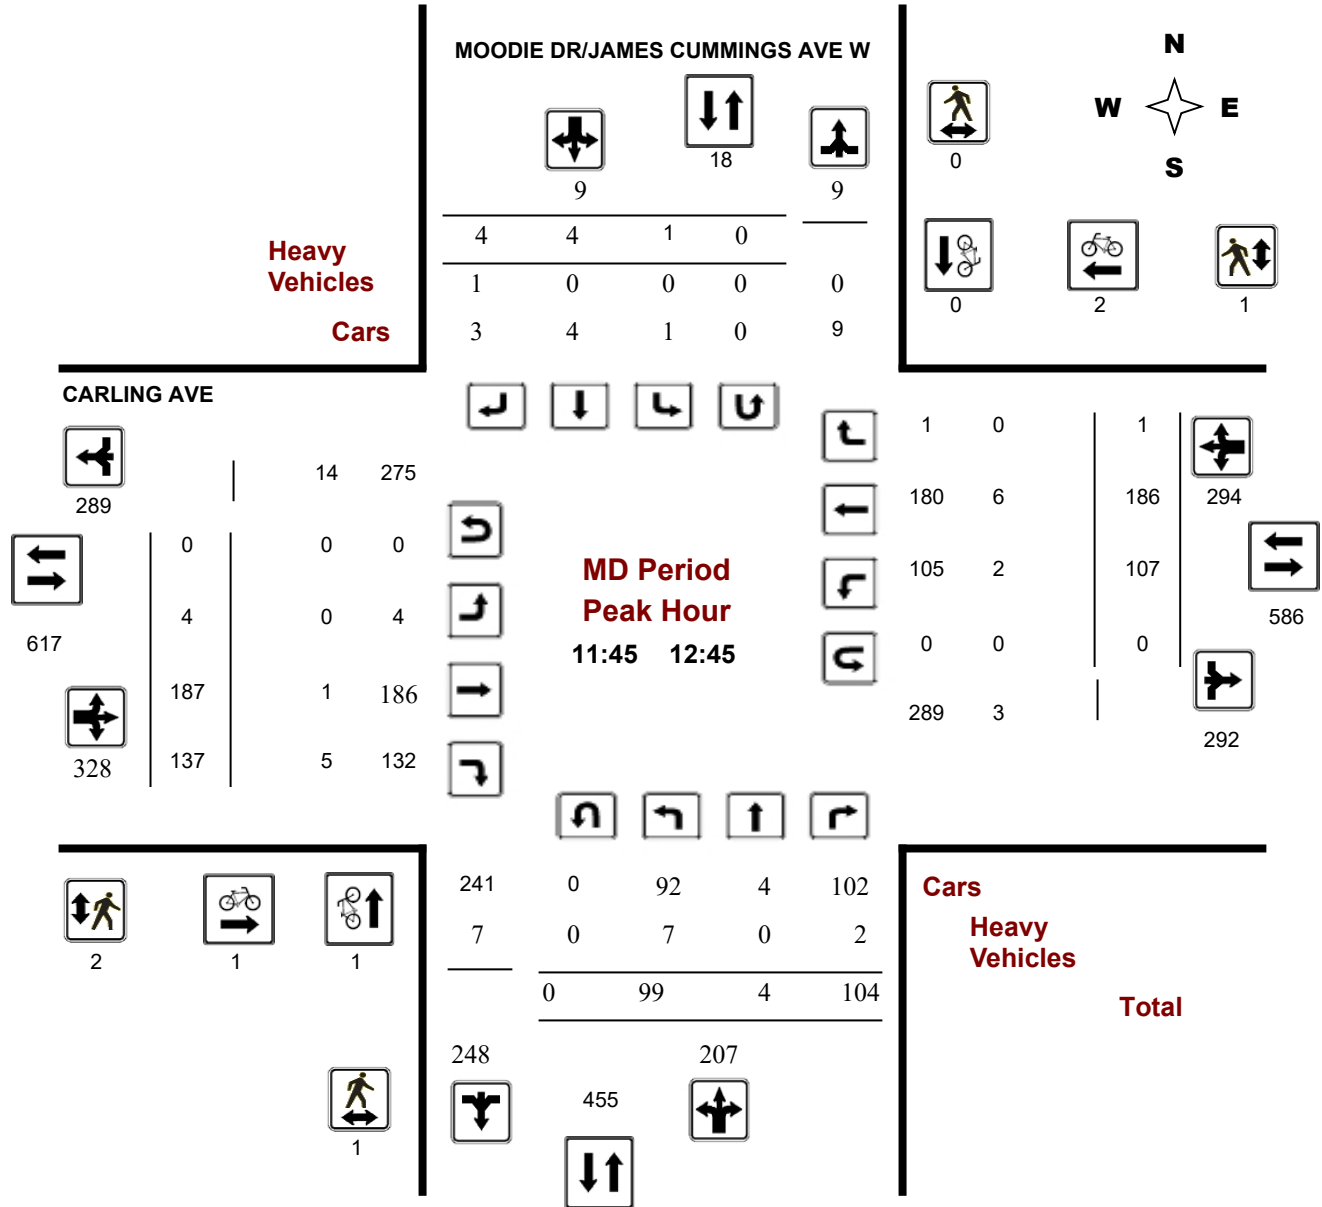 MOODIE DR/JAMES CUMMINGS AVE W
N
W E
S
18
0
9 9
4 4 1 0
Heavy
Vehicles
1 0 0 0 0
0 2 1
Cars
3 4 1 0 9
CARLING AVE
1 0 1
14 275
289
180 6 186 294
0 0 0
MD Period
105 2 107
Peak Hour
4 0 4
586
617
11:45 12:45
0 0 0
187 1 186
289 3
292
328 137 5 132
241 0 92 4 102
Cars
7 0 7 0 2
Heavy
Vehicles
2 1 1
0 99 4 104
Total
248 207
455
1